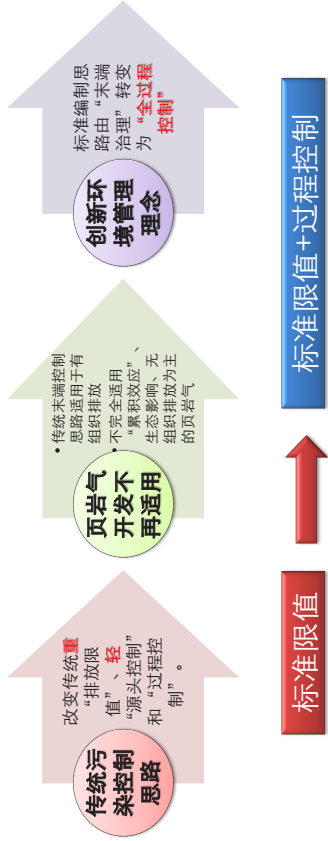 传统污
染控制
思路
改变传统重
“排放限
值”、轻
“源头控制”
和“过程控
制”。
页岩气
开发不
再适用
• 传统末端控制
思路适用于有
组织排放
• 不完全适用
“累积效应”、
生态影响、无
组织排放为主
的页岩气
创新环
境管理
理念
标准编制思
路由“末端
治理”转变
为“全过程
控制”
标准限值
标准限值+过程控制